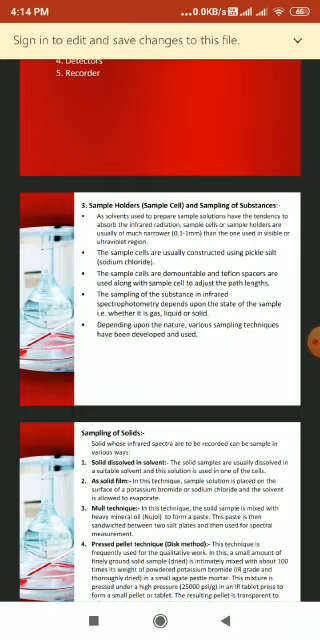 4:14 PM
...0.0KB/s
65
Sign in to edit and save changes to this file.
4. Detectors
5. Recorder
3. Sample Holders (Sample Cell) and Sampling of Substances:-
• As solvents used to prepare sample solutions have the tendency to
absorb the infrared radiation, sample cells or sample holders are
usually of much narrower (0.1-1mm) than the one used in visible or
ultraviolet region.
• The sample cells are usually constructed using pickle salt
(sodium chloride).
• The sample cells are demountable and teflon spacers are
used along with sample cell to adjust the path lengths.
• The sampling of the substance in infrared
spectrophotometry depends upon the state of the sample
i.e. whether it is gas, liquid or solid.
• Depending upon the nature, various sampling techniques
have been developed and used.
Sampling of Solids:-
Solid whose infrared spectra are to be recorded can be sample in
various ways:
1. Solid dissolved in solvent:- The solid samples are usually dissolved in
a suitable solvent and this solution is used in one of the cells.
2. As solid film:- In this technique, sample solution is placed on the
surface of a potassium bromide or sodium chloride and the solvent
is allowed to evaporate.
3. Mull technique:- In this technique, the solid sample is mixed with
heavy mineral oil (Nujol) to form a paste. This paste is then
sandwiched between two salt plates and then used for spectral
measurement.
4. Pressed pellet technique (Disk method):- This technique is
frequently used for the qualitative work. In this, a small amount of
finely ground solid sample (dried) is intimately mixed with about 100
times its weight of powdered potassium bromide (IR grade and
thoroughly dried) in a small agate pestle mortar. This mixture is
pressed under a high pressure (25000 psi/g) in an IR tablet press to
form a small pellet or tablet. The resulting pellet is transparent to